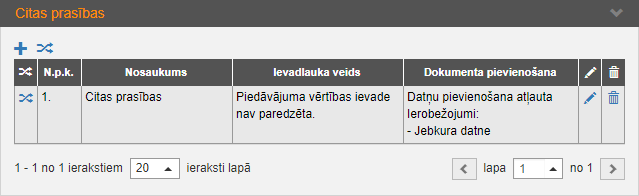 Citas prasības
N.p.k. Nosaukums Ievadlauka veids Dokumenta pievienošana
1. Citas prasības Piedāvājuma vērtības ievade nav paredzēta. Datņu pievienošana atļauta
Ierobežojumi:
- Jebkura datne
1 - 1 no 1 ierakstiem 20 ieraksti lapā lapa 1 no 1